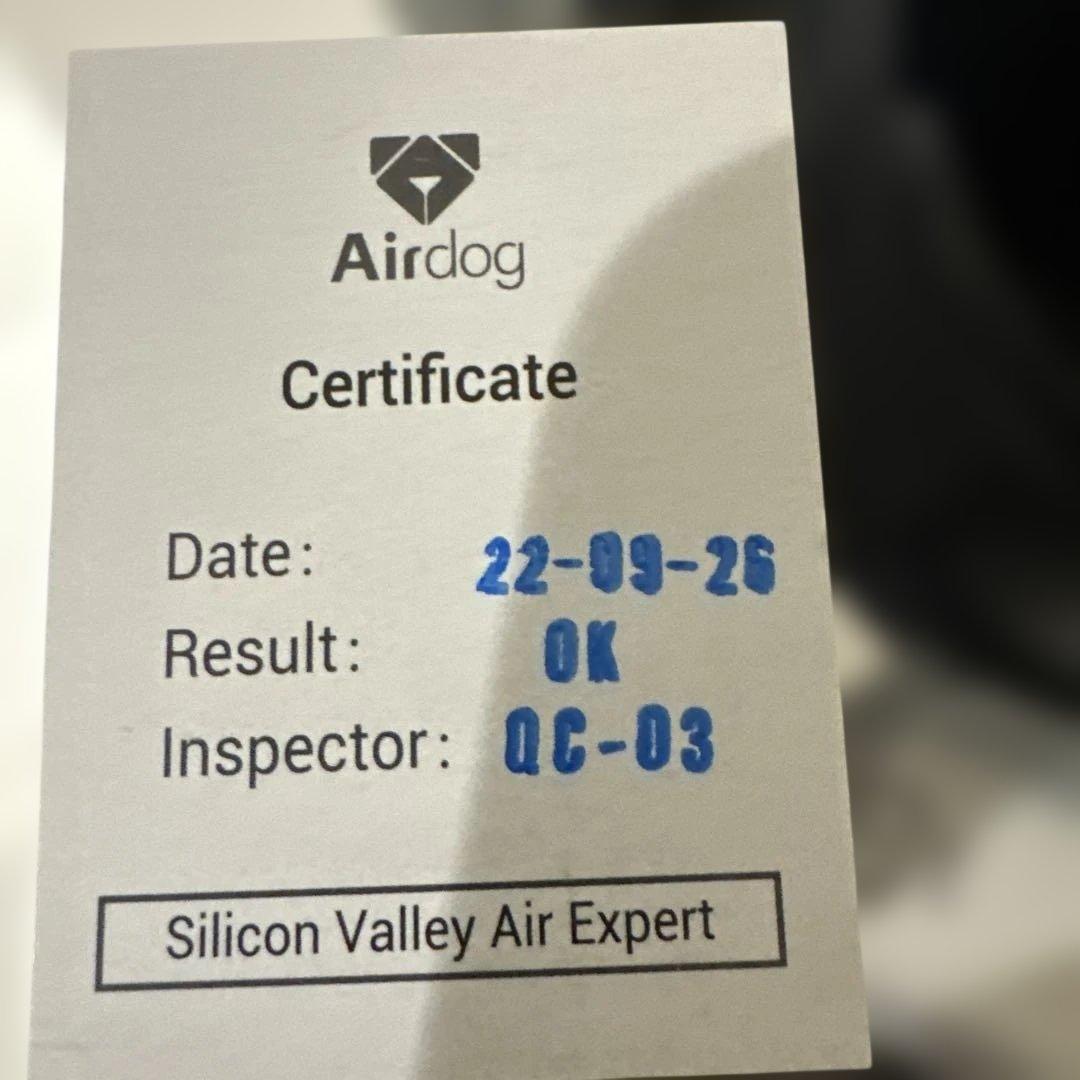 Airdog
Certificate
Date: 22-09-26
Result: OK
Inspector: QC-03
Silicon Valley Air Expert